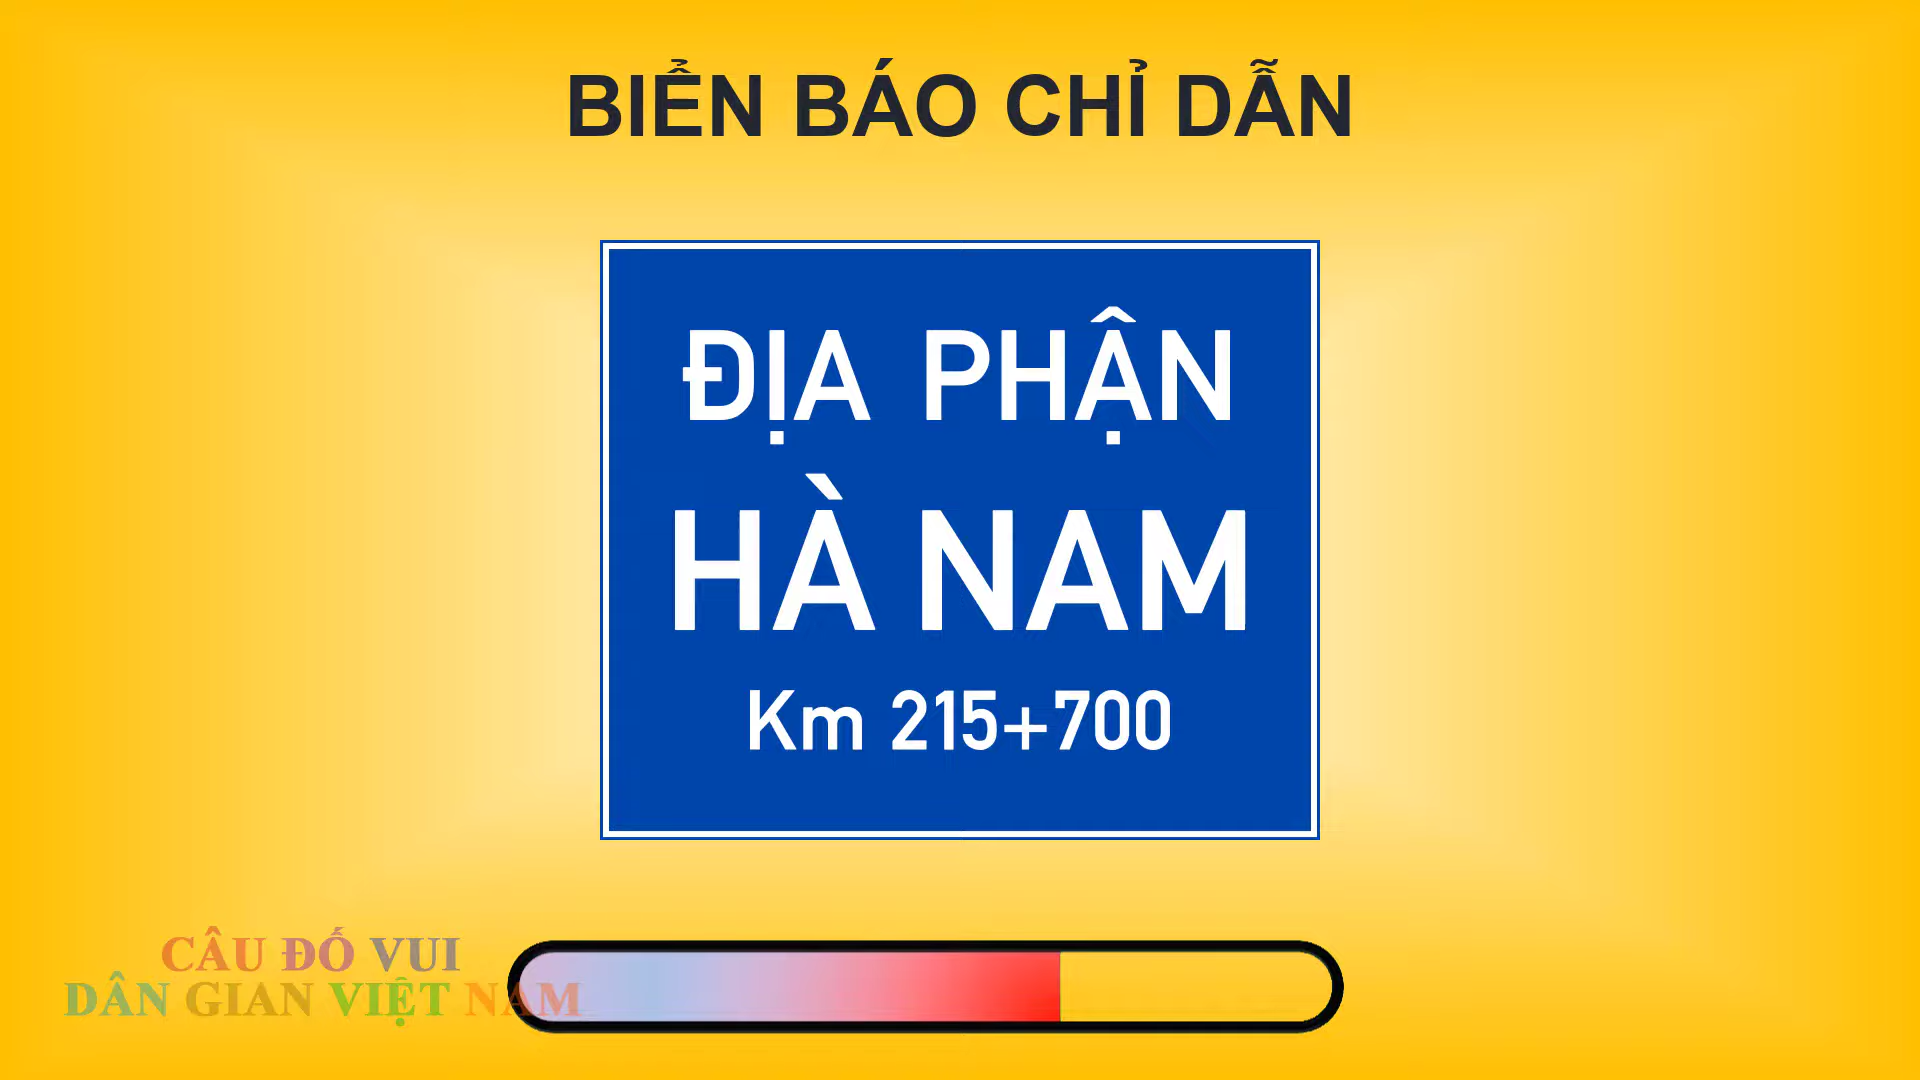 BIỂN BÁO CHỈ DẪN
ĐỊA PHẬN
HÀ NAM
Km 215+700
CÂU ĐỐ VUI
DÂN GIAN VIỆT NAM